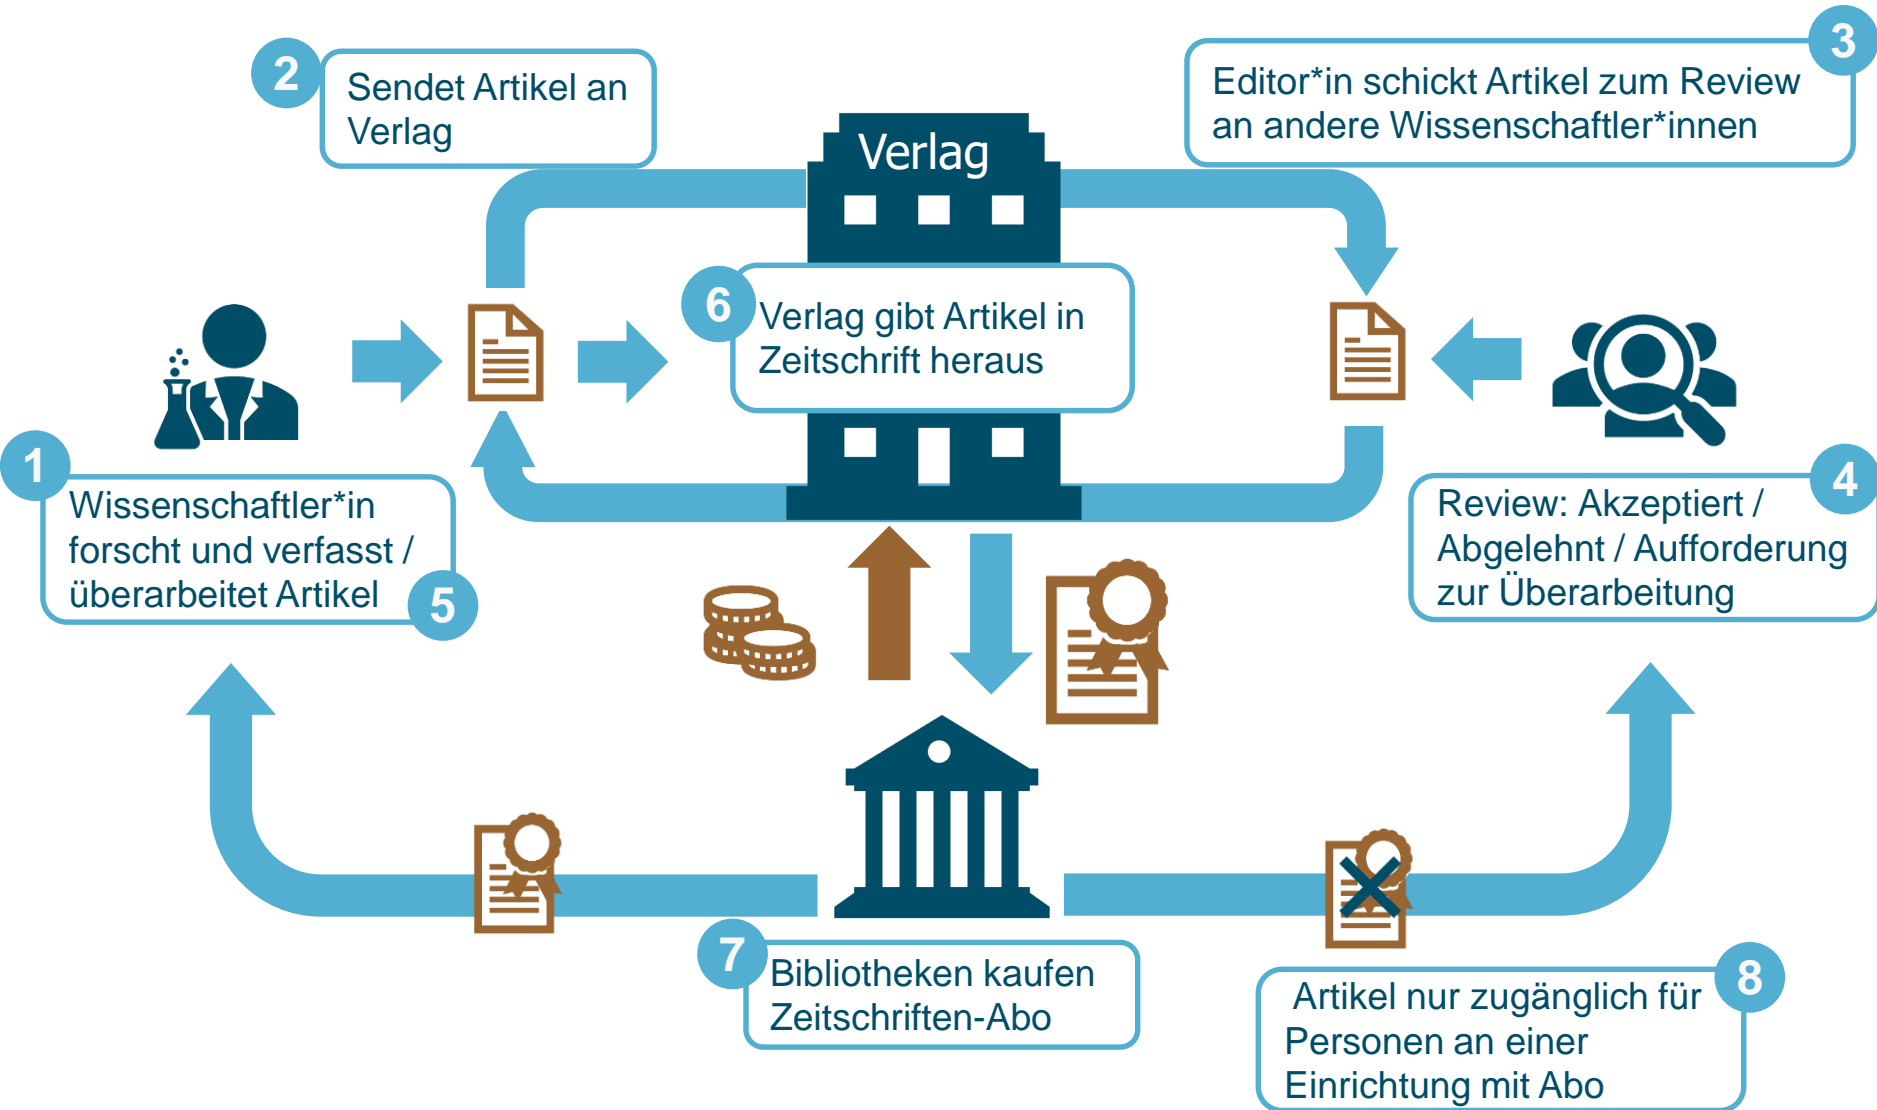 2
Sendet Artikel an
Verlag
Verlag
3
Editor*in schickt Artikel zum Review
an andere Wissenschaftler*innen
6
Verlag gibt Artikel in
Zeitschrift heraus
1
Wissenschaftler*in
forscht und verfasst /
überarbeitet Artikel
5
4
Review: Akzeptiert /
Abgelehnt / Aufforderung
zur Überarbeitung
7
Bibliotheken kaufen
Zeitschriften-Abo
8
Artikel nur zugänglich für
Personen an einer
Einrichtung mit Abo